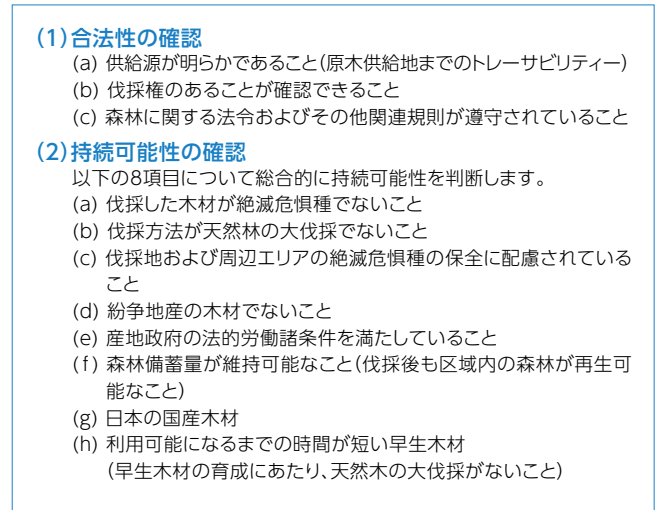 (1)合法性の確認
(a) 供給源が明らかであること(原木供給地までのトレーサビリティー)
(b) 伐採権のあることが確認できること
(c) 森林に関する法令およびその他関連規則が遵守されていること
(2)持続可能性の確認
以下の8項目について総合的に持続可能性を判断します。
(a) 伐採した木材が絶滅危惧種でないこと
(b) 伐採方法が天然林の大伐採でないこと
(c) 伐採地および周辺エリアの絶滅危惧種の保全に配慮されている
こと
(d) 紛争地産の木材でないこと
(e) 産地政府の法的労働諸条件を満たしていること
(f) 森林備蓄量が維持可能なこと(伐採後も区域内の森林が再生可
能なこと)
(g) 日本の国産木材
(h) 利用可能になるまでの時間が短い早生木材
(早生木材の育成にあたり、天然木の大伐採がないこと)